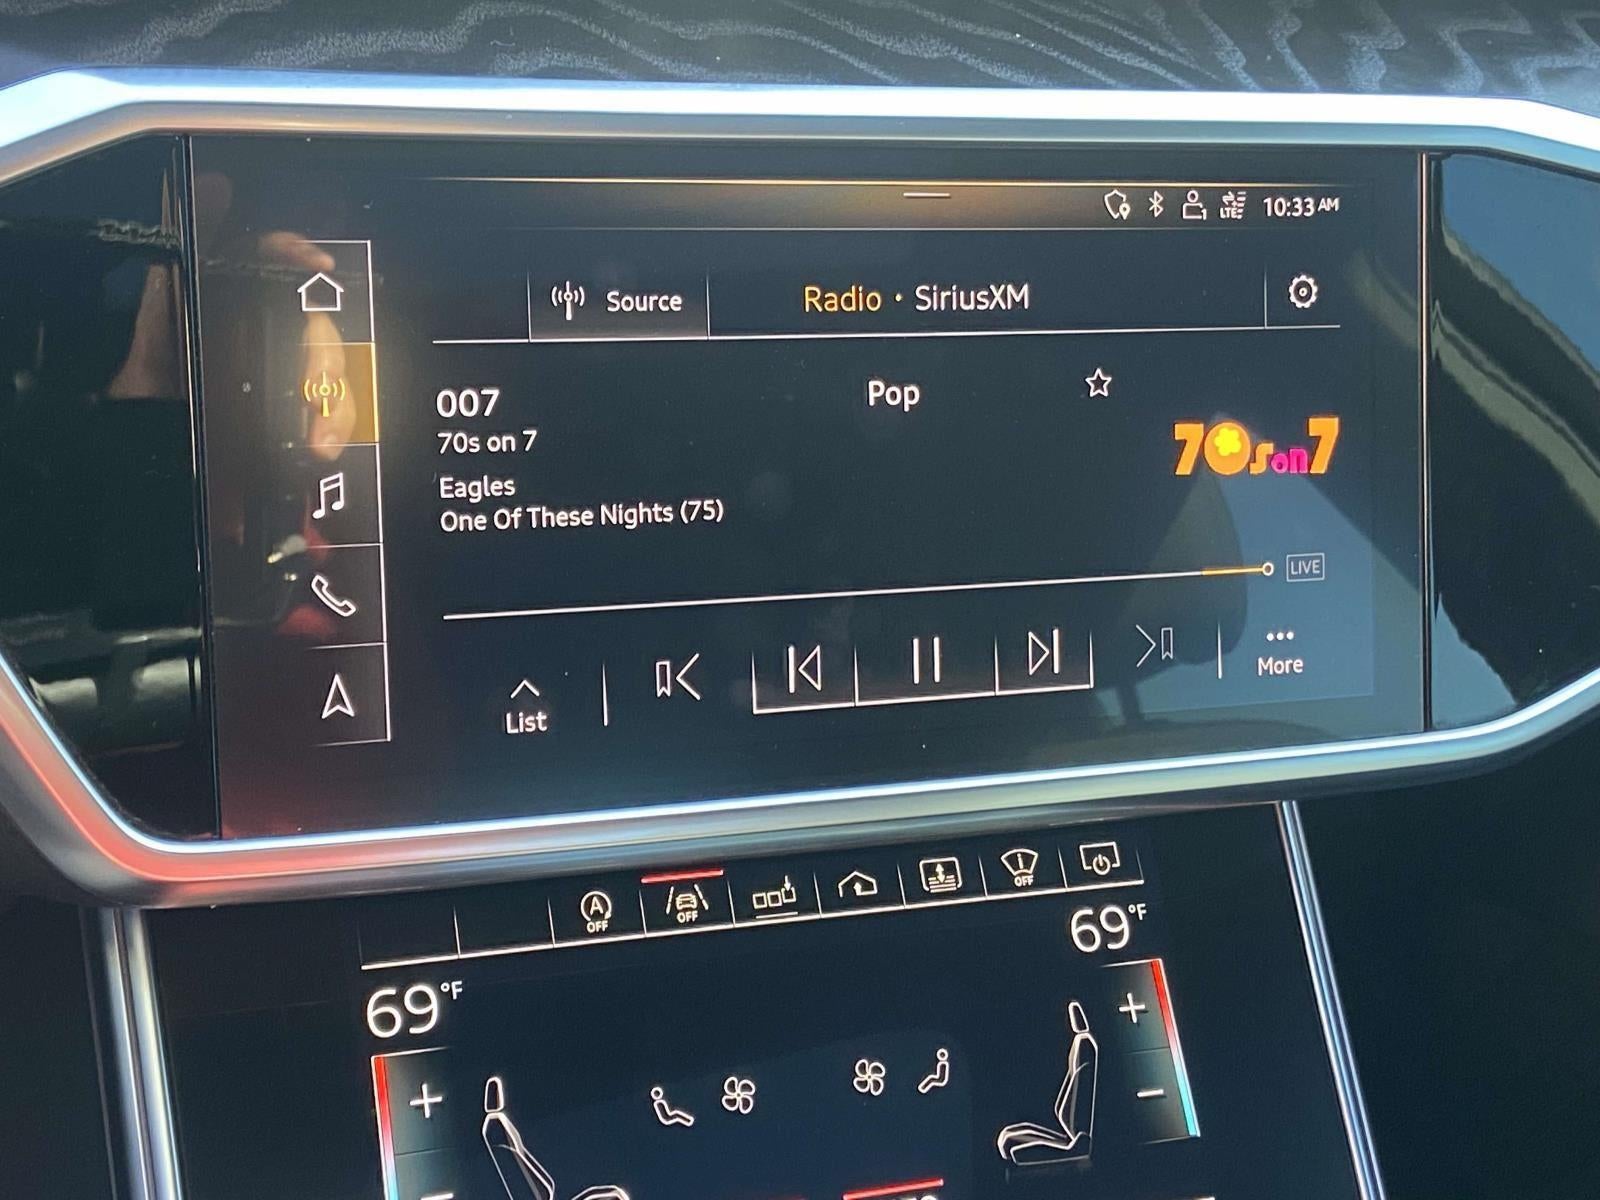 LTE 10:33 AM
Source
Radio • SiriusXM
007
Pop
70s on 7
70s on 7
Eagles
One Of These Nights (75)
LIVE
List
More
A
OFF
OFF
OFF
69 °F
69 °F